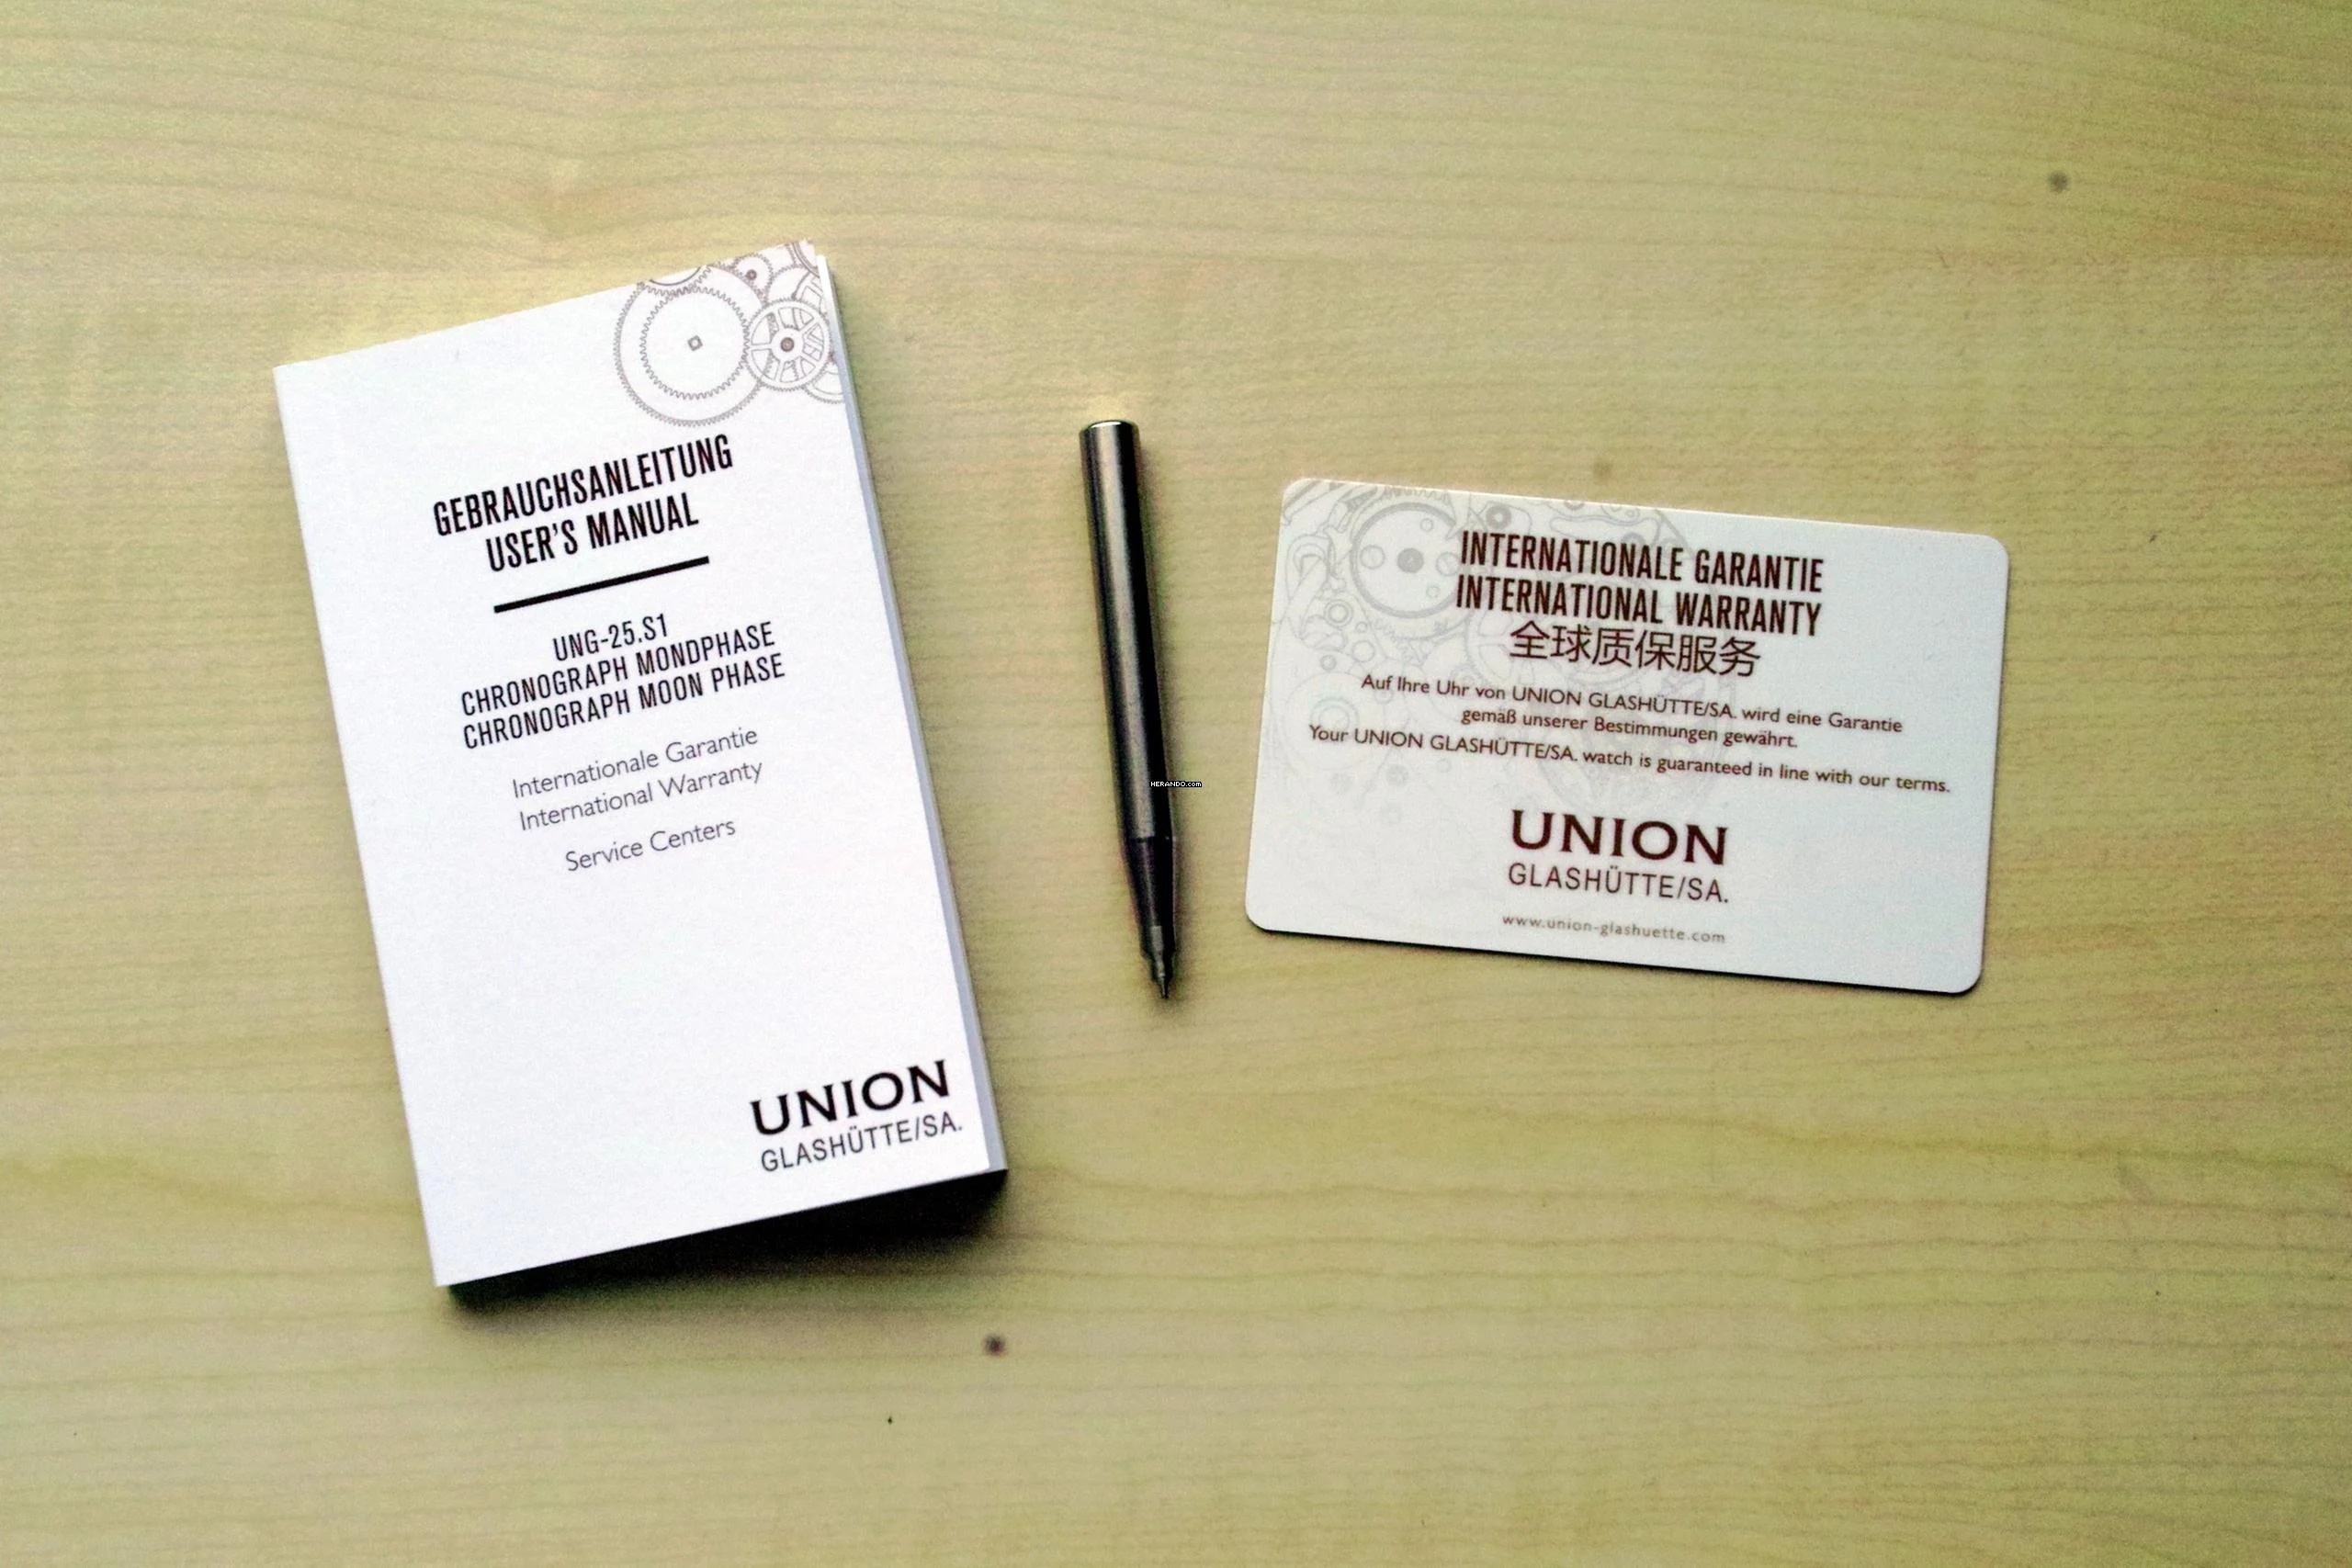 GEBRAUCHSANLEITUNG
USER'S MANUAL
UNG-25.S1
CHRONOGRAPH MONDPHASE
CHRONOGRAPH MOON PHASE
Internationale Garantie
International Warranty
Service Centers
UNION
GLASHÜTTE/SA.
HERANDO.com
INTERNATIONALE GARANTIE
INTERNATIONAL WARRANTY
全球质保服务
Auf Ihre Uhr von UNION GLASHÜTTE/SA. wird eine Garantie
gemäß unserer Bestimmungen gewährt.
Your UNION GLASHÜTTE/SA. watch is guaranteed in line with our terms.
UNION
GLASHÜTTE/SA.
www.union-glashuette.com